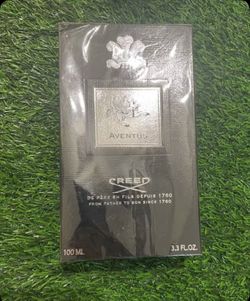 AVENTUS
CREED
DE PÈRE EN FILS DEPUIS 1760
FROM FATHER TO SON SINCE 1760
100 ML 3.3 FL.OZ.